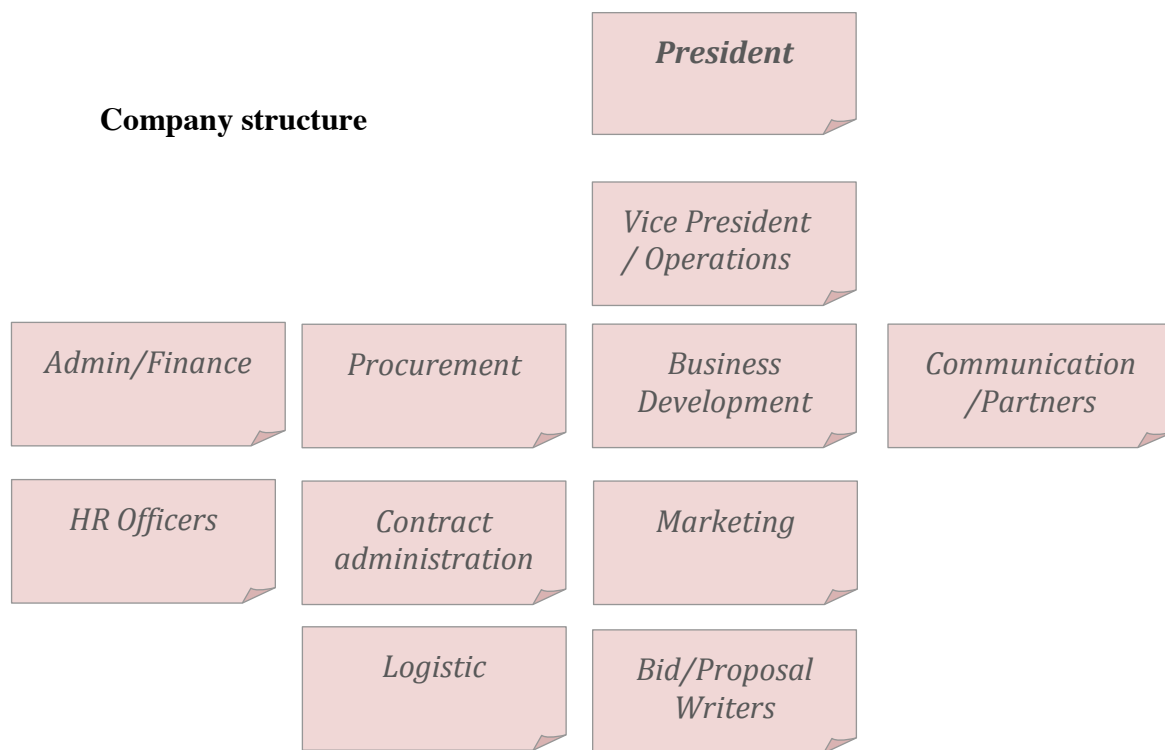 President
Company structure
Vice President
/ Operations
Admin/Finance
Procurement
Business
Development
Communication
/Partners
HR Officers
Contract
administration
Marketing
Logistic
Bid/Proposal
Writers